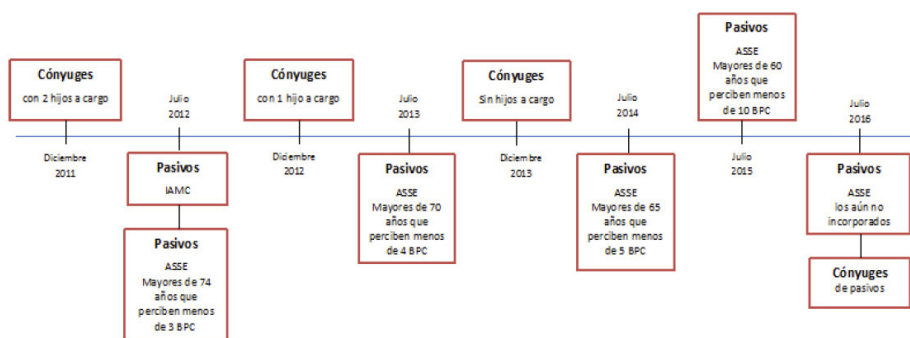 Cónyuges
con 2 hijos a cargo
Diciembre
2011
Julio
2012
Pasivos
IAMC
Pasivos
ASSE
Mayores de 74
años que
perciben menos
de 3 BPC
Cónyuges
con 1 hijo a cargo
Diciembre
2012
Julio
2013
Pasivos
ASSE
Mayores de 70
años que
perciben menos
de 4 BPC
Cónyuges
Sin hijos a cargo
Diciembre
2013
Julio
2014
Pasivos
ASSE
Mayores de 65
años que
perciben menos
de 5 BPC
Pasivos
ASSE
Mayores de 60
años que
perciben menos
de 10 BPC
Julio
2015
Julio
2016
Pasivos
ASSE
los aún no
incorporados
Cónyuges
de pasivos